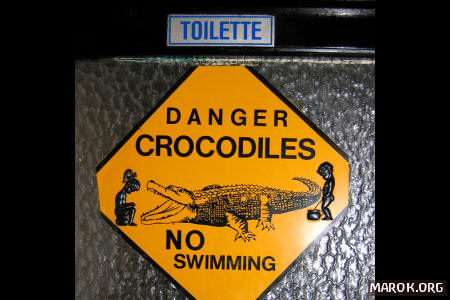 TOILETTE
DANGER
CROCODILES
NO
SWIMMING
MAROK.ORG